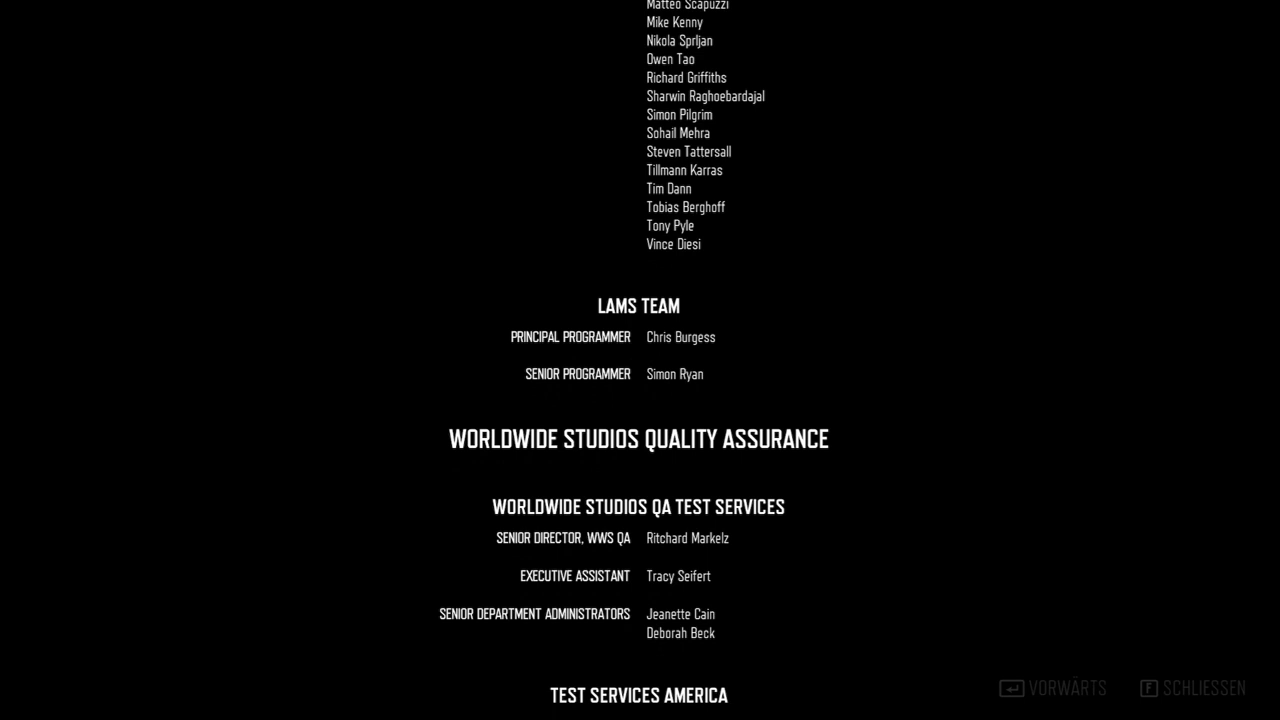 Matteo Scapuzzi
Mike Kenny
Nikola Sprljan
Owen Tao
Richard Griffiths
Sharwin Raghoebardajal
Simon Pilgrim
Sohail Mehra
Steven Tattersall
Tillmann Karras
Tim Dann
Tobias Berghoff
Tony Pyle
Vince Diesi
LAMS TEAM
PRINCIPAL PROGRAMMER Chris Burgess
SENIOR PROGRAMMER Simon Ryan
WORLDWIDE STUDIOS QUALITY ASSURANCE
WORLDWIDE STUDIOS QA TEST SERVICES
SENIOR DIRECTOR, WWS QA Ritchard Markelz
EXECUTIVE ASSISTANT Tracy Seifert
SENIOR DEPARTMENT ADMINISTRATORS Jeanette Cain
Deborah Beck
TEST SERVICES AMERICA
VORWÄRTS F SCHLIESSEN